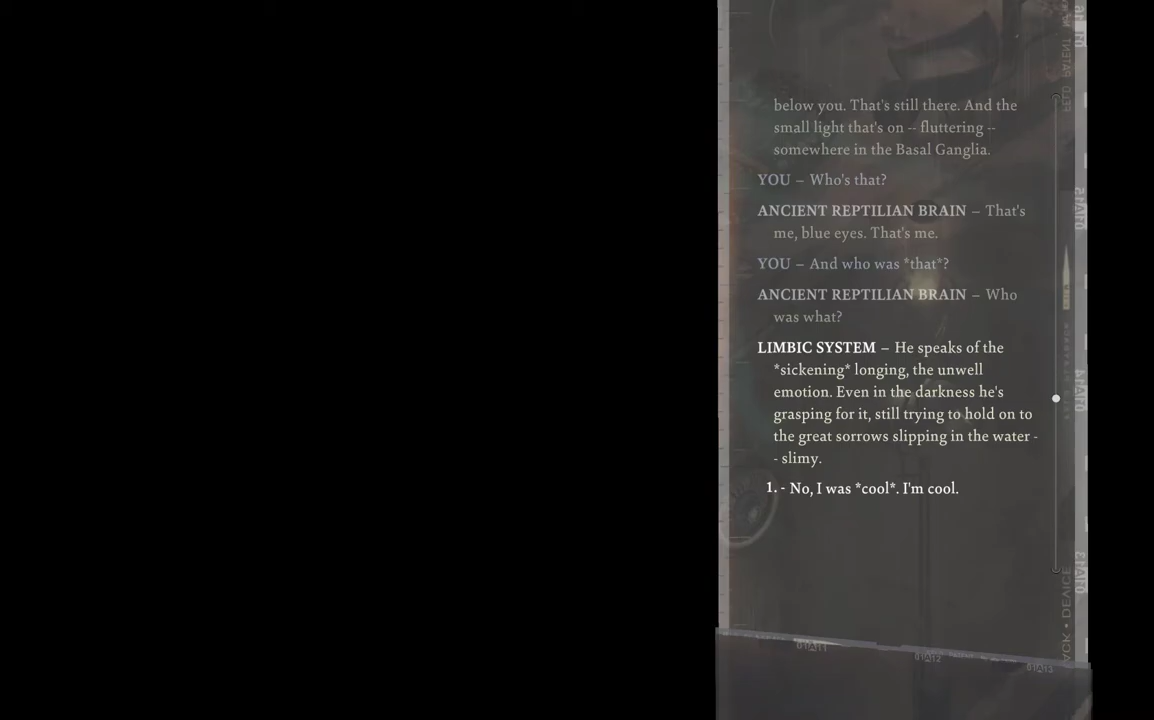 below you. That's still there. And the
small light that's on -- fluttering --
somewhere in the Basal Ganglia.
YOU – Who's that?
ANCIENT REPTILIAN BRAIN – That's
me, blue eyes. That's me.
YOU – And who was *that*?
ANCIENT REPTILIAN BRAIN – Who
was what?
LIMBIC SYSTEM – He speaks of the
*sickening* longing, the unwell
emotion. Even in the darkness he's
grasping for it, still trying to hold on to
the great sorrows slipping in the water -
- slimy.
1. - No, I was *cool*. I'm cool.